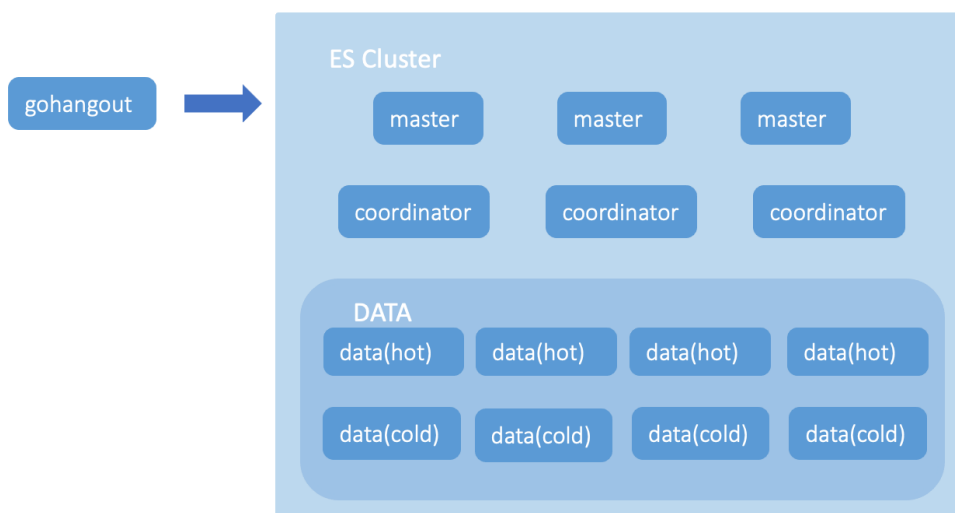 ES Cluster
gohangout
master
master
master
coordinator
coordinator
coordinator
DATA
data(hot)
data(hot)
data(hot)
data(hot)
data(cold)
data(cold)
data(cold)
data(cold)